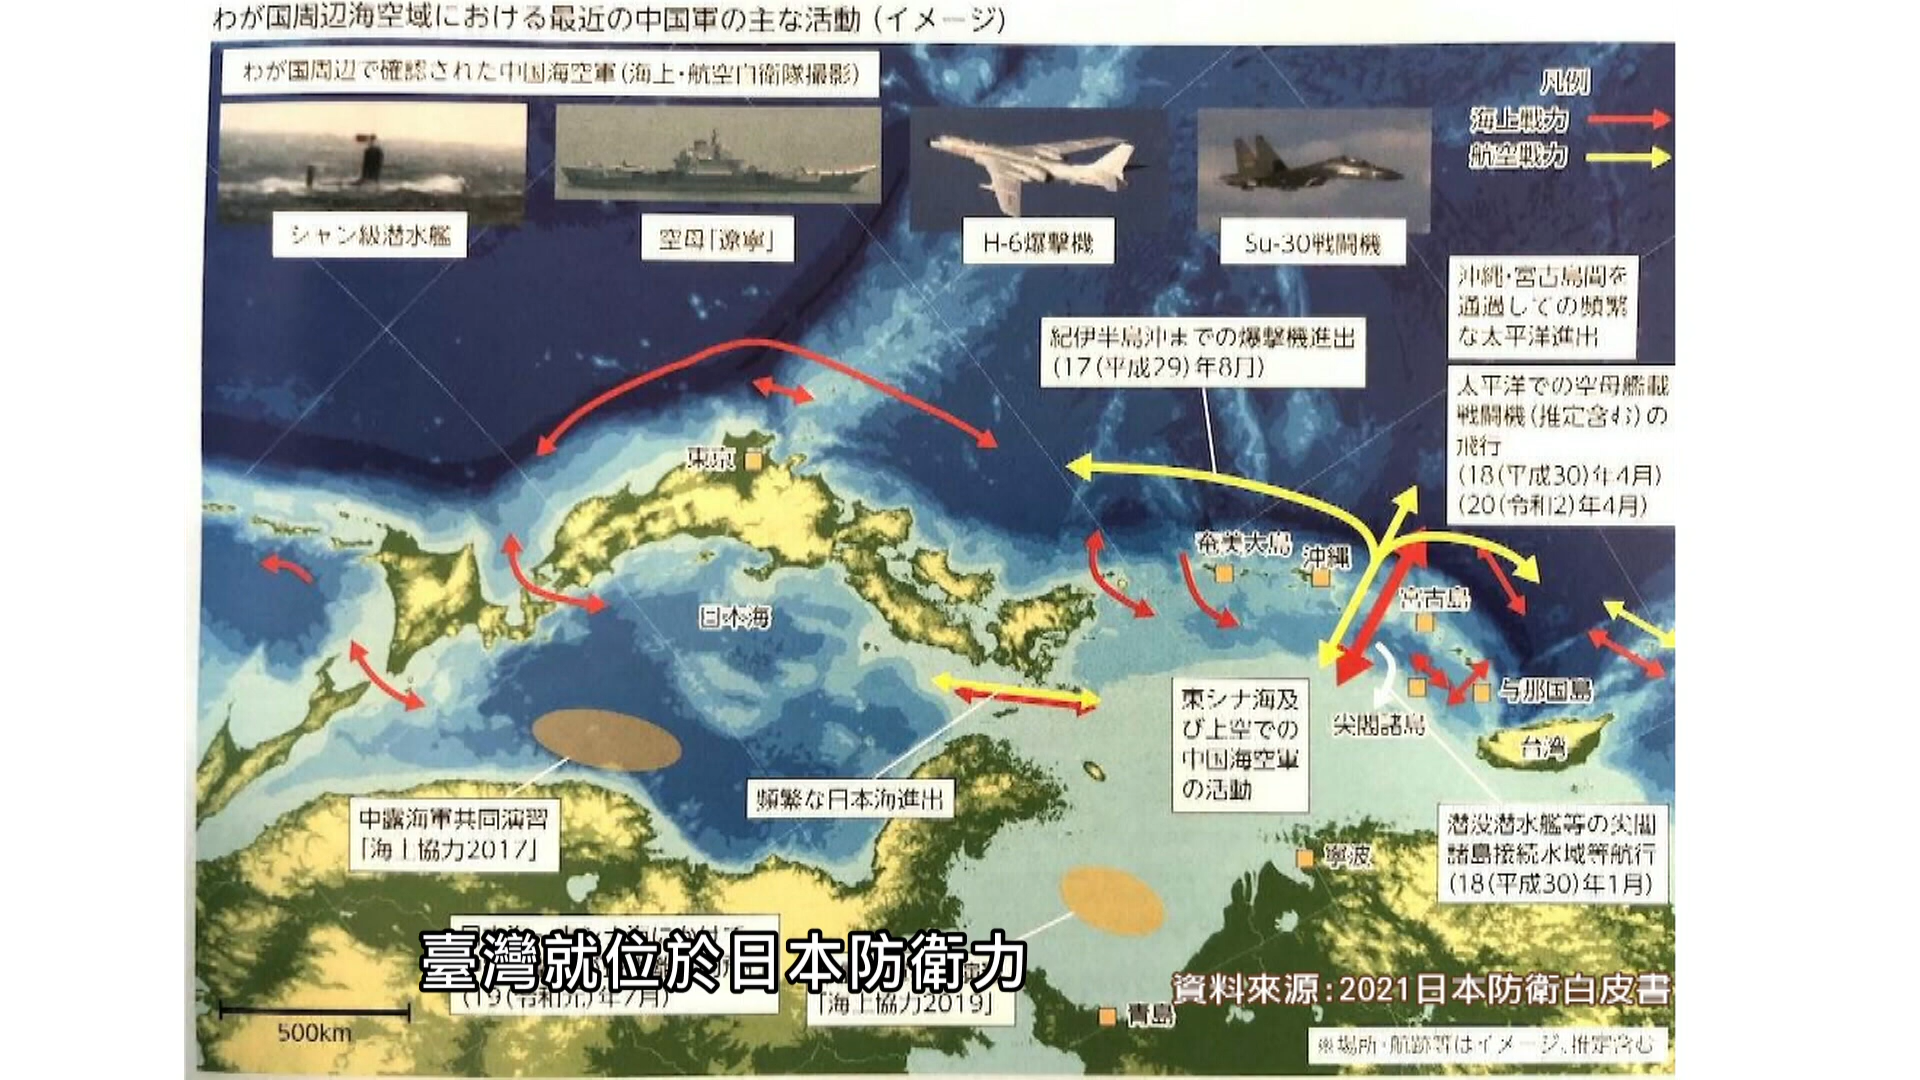 わが国周辺海空域における最近の中国軍の主な活動（イメージ）
わが国周辺で確認された中国海空軍（海上・航空自衛隊撮影）
凡例
海上戦力
航空戦力
シャン級潜水艦
空母「遼寧」
H-6爆撃機
Su-30戦闘機
沖縄・宮古島間を
通過しての頻繁
な太平洋進出
紀伊半島沖までの爆撃機進出
(17(平成29)年8月)
太平洋での空母艦載
戦闘機(推定含む)の
飛行
(18(平成30)年4月)
(20(令和2)年4月)
東京
奄美大島
沖縄
宮古島
日本海
与那国島
尖閣諸島
台湾
東シナ海及
び上空での
中国海空軍
の活動
頻繁な日本海進出
中露海軍共同演習
「海上協力2017」
潜没潜水艦等の尖閣
諸島接続水域等航行
(18(平成30)年1月)
寧波
(19(令和元)年7月)
「海上協力2019」
臺灣就位於日本防衛力
資料來源:2021日本防衛白皮書
青島
500km
※場所・航跡等はイメージ、推定含む